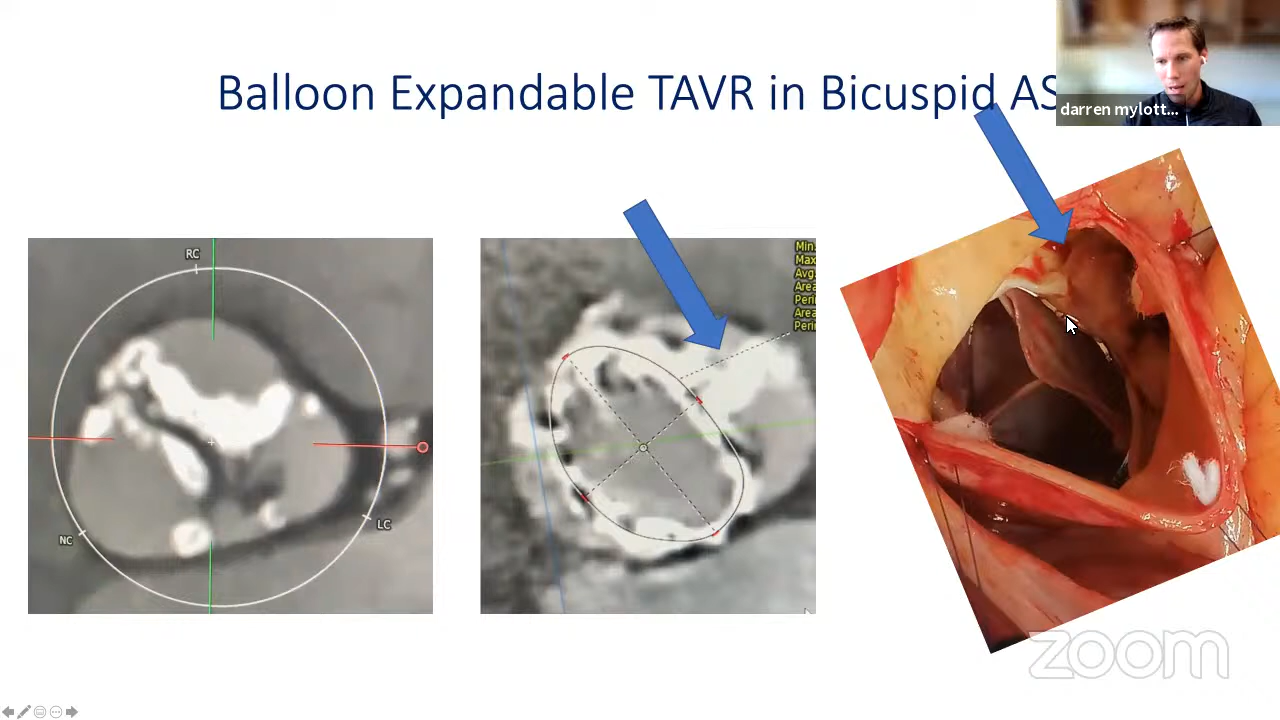 Balloon Expandable TAVR in Bicuspid AS
darren mylott...
RC
NC
LC
Min.
Max
Avg.
Area
Peri
Area
Peri
zoom